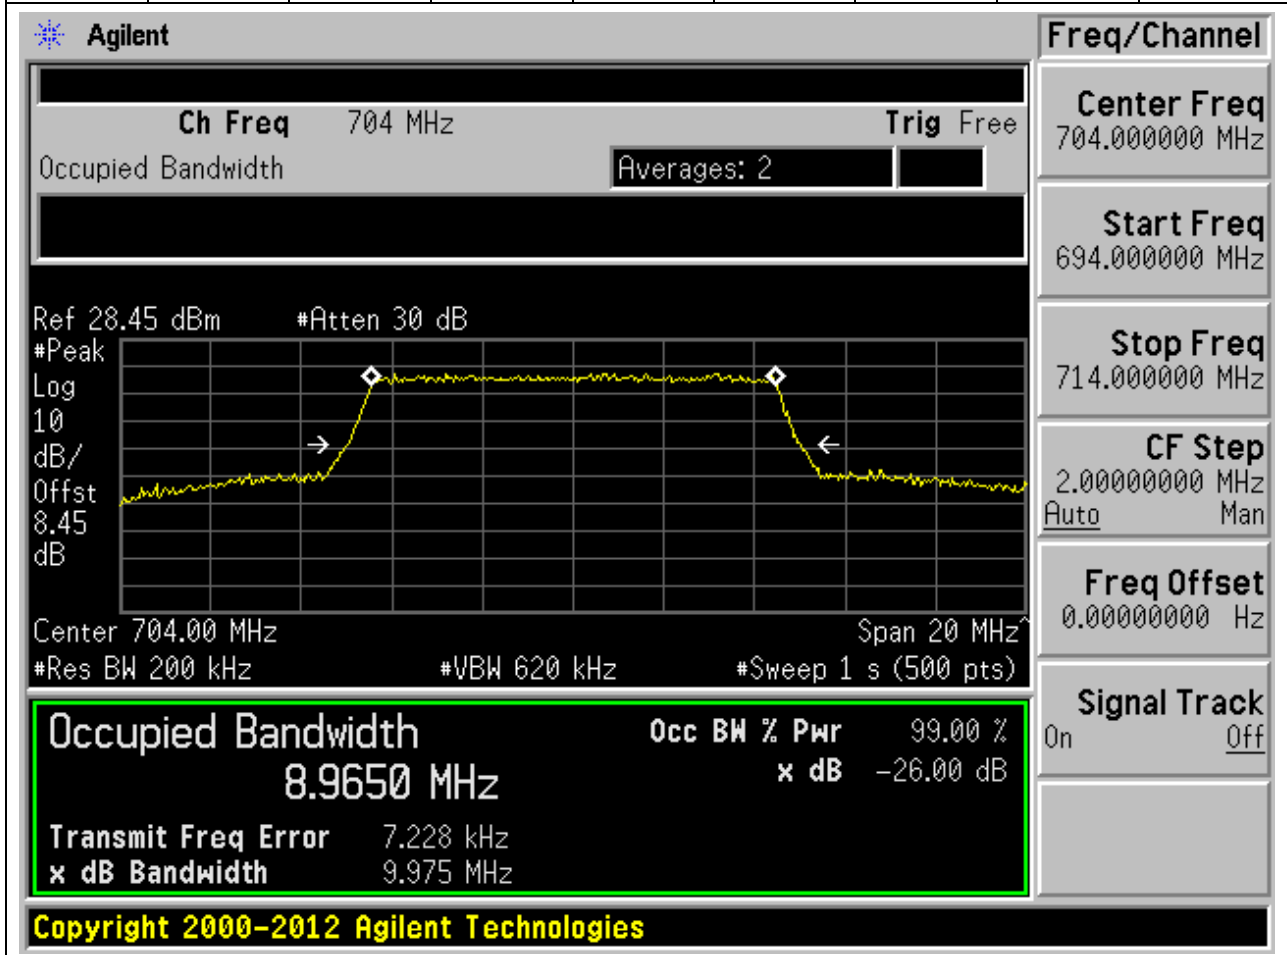 Agilent
Freq/Channel
Ch Freq 704 MHz Trig Free
Occupied Bandwidth Averages: 2
Center Freq
704.000000 MHz
Start Freq
694.000000 MHz
Stop Freq
714.000000 MHz
CF Step
2.00000000 MHz
Auto Man
Freq Offset
0.00000000 Hz
Signal Track
On Off
Ref 28.45 dBm #Atten 30 dB
#Peak
Log
10
dB/
Offst
8.45
dB
Center 704.00 MHz Span 20 MHz^
#Res BW 200 kHz #VBW 620 kHz #Sweep 1 s (500 pts)
Occupied Bandwidth Occ BW % Pwr 99.00 %
8.9650 MHz x dB -26.00 dB
Transmit Freq Error 7.228 kHz
x dB Bandwidth 9.975 MHz
Copyright 2000-2012 Agilent Technologies